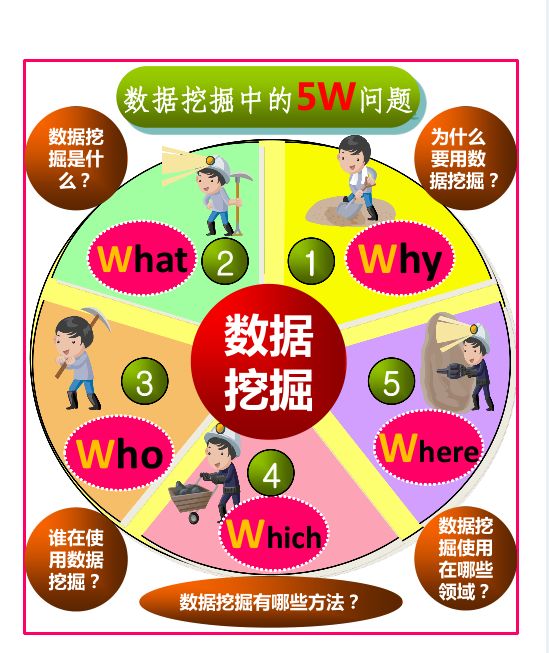 数据挖掘中的5W问题
数据挖
掘是什
么？
为什么
要用数
据挖掘？
What
2
1
Why
数据
挖掘
3
5
Who
4
Where
Which
谁在使
用数据
挖掘？
数据挖
掘使用
在哪些
领域？
数据挖掘有哪些方法？